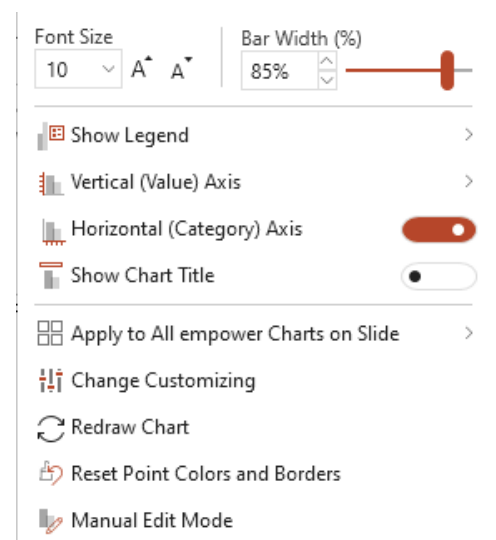 Font Size
Bar Width (%)
10
A A
85%
Show Legend
Vertical (Value) Axis
Horizontal (Category) Axis
Show Chart Title
Apply to All empower Charts on Slide
Change Customizing
Redraw Chart
Reset Point Colors and Borders
Manual Edit Mode